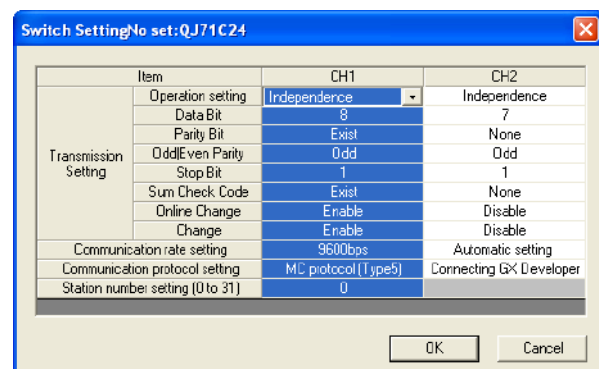 Switch SettingNo set:QJ71C24
Item CH1 CH2
Transmission Setting
Operation setting Independence Independence
Data Bit 8 7
Parity Bit Exist None
Odd|Even Parity Odd Odd
Stop Bit 1 1
Sum Check Code Exist None
Online Change Enable Disable
Change Enable Disable
Communication rate setting 9600bps Automatic setting
Communication protocol setting MC protocol(Type5) Connecting GX Developer
Station number setting (0 to 31) 0
OK Cancel